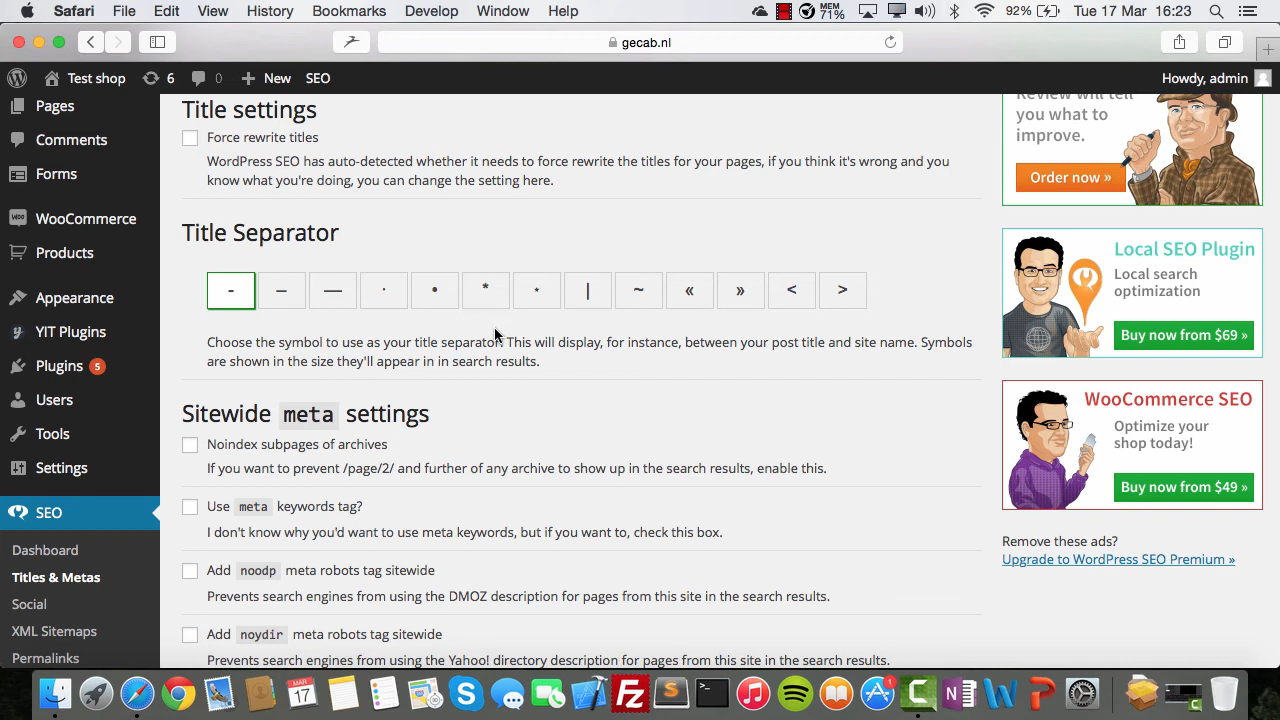 Safari File Edit View History Bookmarks Develop Window Help MEM 71% 92% Tue 17 Mar 16:23
gecab.nl
Test shop 6 0 New SEO Howdy, admin
Pages
Comments
Forms
WooCommerce
Products
Appearance
YIT Plugins
Plugins 5
Users
Tools
Settings
SEO
Dashboard
Titles & Metas
Social
XML Sitemaps
Permalinks
Title settings
Force rewrite titles
WordPress SEO has auto-detected whether it needs to force rewrite the titles for your pages, if you think it's wrong and you
know what you're doing, you can change the setting here.
Title Separator
- – — · • * ⋆ | ~ « » < >
Choose the symbol to use as your title separator. This will display, for instance, between your post title and site name. Symbols
are shown in the size they'll appear in in search results.
Sitewide meta settings
Noindex subpages of archives
If you want to prevent /page/2/ and further of any archive to show up in the search results, enable this.
Use meta keywords tag?
I don't know why you'd want to use meta keywords, but if you want to, check this box.
Add noodp meta robots tag sitewide
Prevents search engines from using the DMOZ description for pages from this site in the search results.
Add noydir meta robots tag sitewide
Prevents search engines from using the Yahoo! directory description for pages from this site in the search results.
Review will tell
you what to
improve.
Order now »
Local SEO Plugin
Local search
optimization
Buy now from $69 »
WooCommerce SEO
Optimize your
shop today!
Buy now from $49 »
Remove these ads?
Upgrade to WordPress SEO Premium »
MAR
17
1